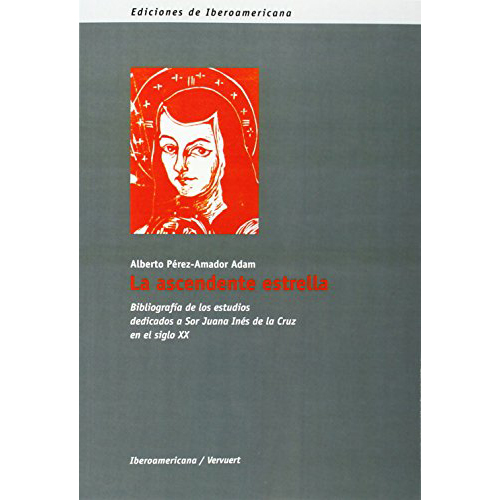 Ediciones de Iberoamericana
Alberto Pérez-Amador Adam
La ascendente estrella
Bibliografía de los estudios
dedicados a Sor Juana Inés de la Cruz
en el siglo XX
Iberoamericana / Vervuert